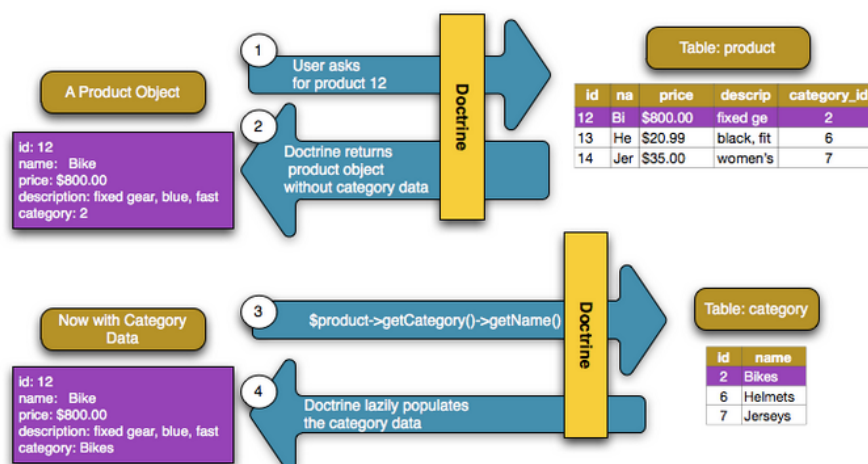 1
User asks
for product 12
Doctrine
Table: product
A Product Object
id na price descrip category_id
12 Bi $800.00 fixed ge 2
13 He $20.99 black, fit 6
14 Jer $35.00 women's 7
2
Doctrine returns
product object
without category data
id: 12
name: Bike
price: $800.00
description: fixed gear, blue, fast
category: 2
3
$product->getCategory()->getName()
Doctrine
Table: category
Now with Category
Data
id name
2 Bikes
6 Helmets
7 Jerseys
4
Doctrine lazily populates
the category data
id: 12
name: Bike
price: $800.00
description: fixed gear, blue, fast
category: Bikes